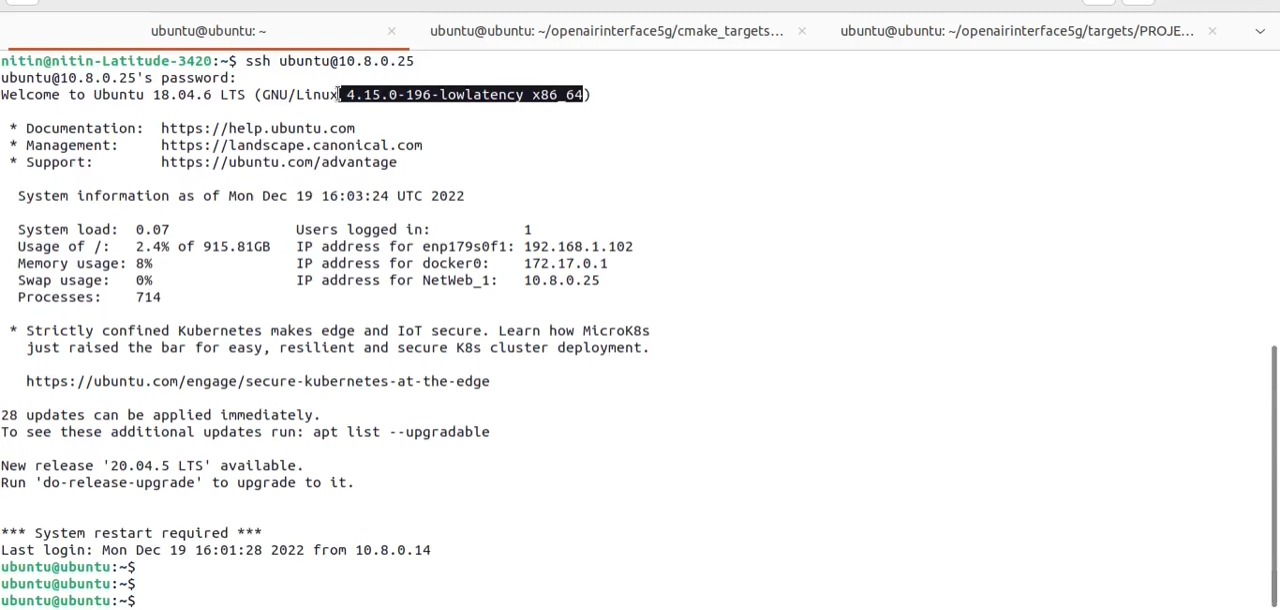 ubuntu@ubuntu: ~
ubuntu@ubuntu: ~/openairinterface5g/cmake_targets...
ubuntu@ubuntu: ~/openairinterface5g/targets/PROJE...
nitin@nitin-Latitude-3420:~$ ssh ubuntu@10.8.0.25
ubuntu@10.8.0.25's password:
Welcome to Ubuntu 18.04.6 LTS (GNU/Linux 4.15.0-196-lowlatency x86_64)
* Documentation: https://help.ubuntu.com
* Management: https://landscape.canonical.com
* Support: https://ubuntu.com/advantage
System information as of Mon Dec 19 16:03:24 UTC 2022
System load: 0.07 Users logged in: 1
Usage of /: 2.4% of 915.81GB IP address for enp179s0f1: 192.168.1.102
Memory usage: 8% IP address for docker0: 172.17.0.1
Swap usage: 0% IP address for NetWeb_1: 10.8.0.25
Processes: 714
* Strictly confined Kubernetes makes edge and IoT secure. Learn how MicroK8s
just raised the bar for easy, resilient and secure K8s cluster deployment.
https://ubuntu.com/engage/secure-kubernetes-at-the-edge
28 updates can be applied immediately.
To see these additional updates run: apt list --upgradable
New release '20.04.5 LTS' available.
Run 'do-release-upgrade' to upgrade to it.
*** System restart required ***
Last login: Mon Dec 19 16:01:28 2022 from 10.8.0.14
ubuntu@ubuntu:~$
ubuntu@ubuntu:~$
ubuntu@ubuntu:~$